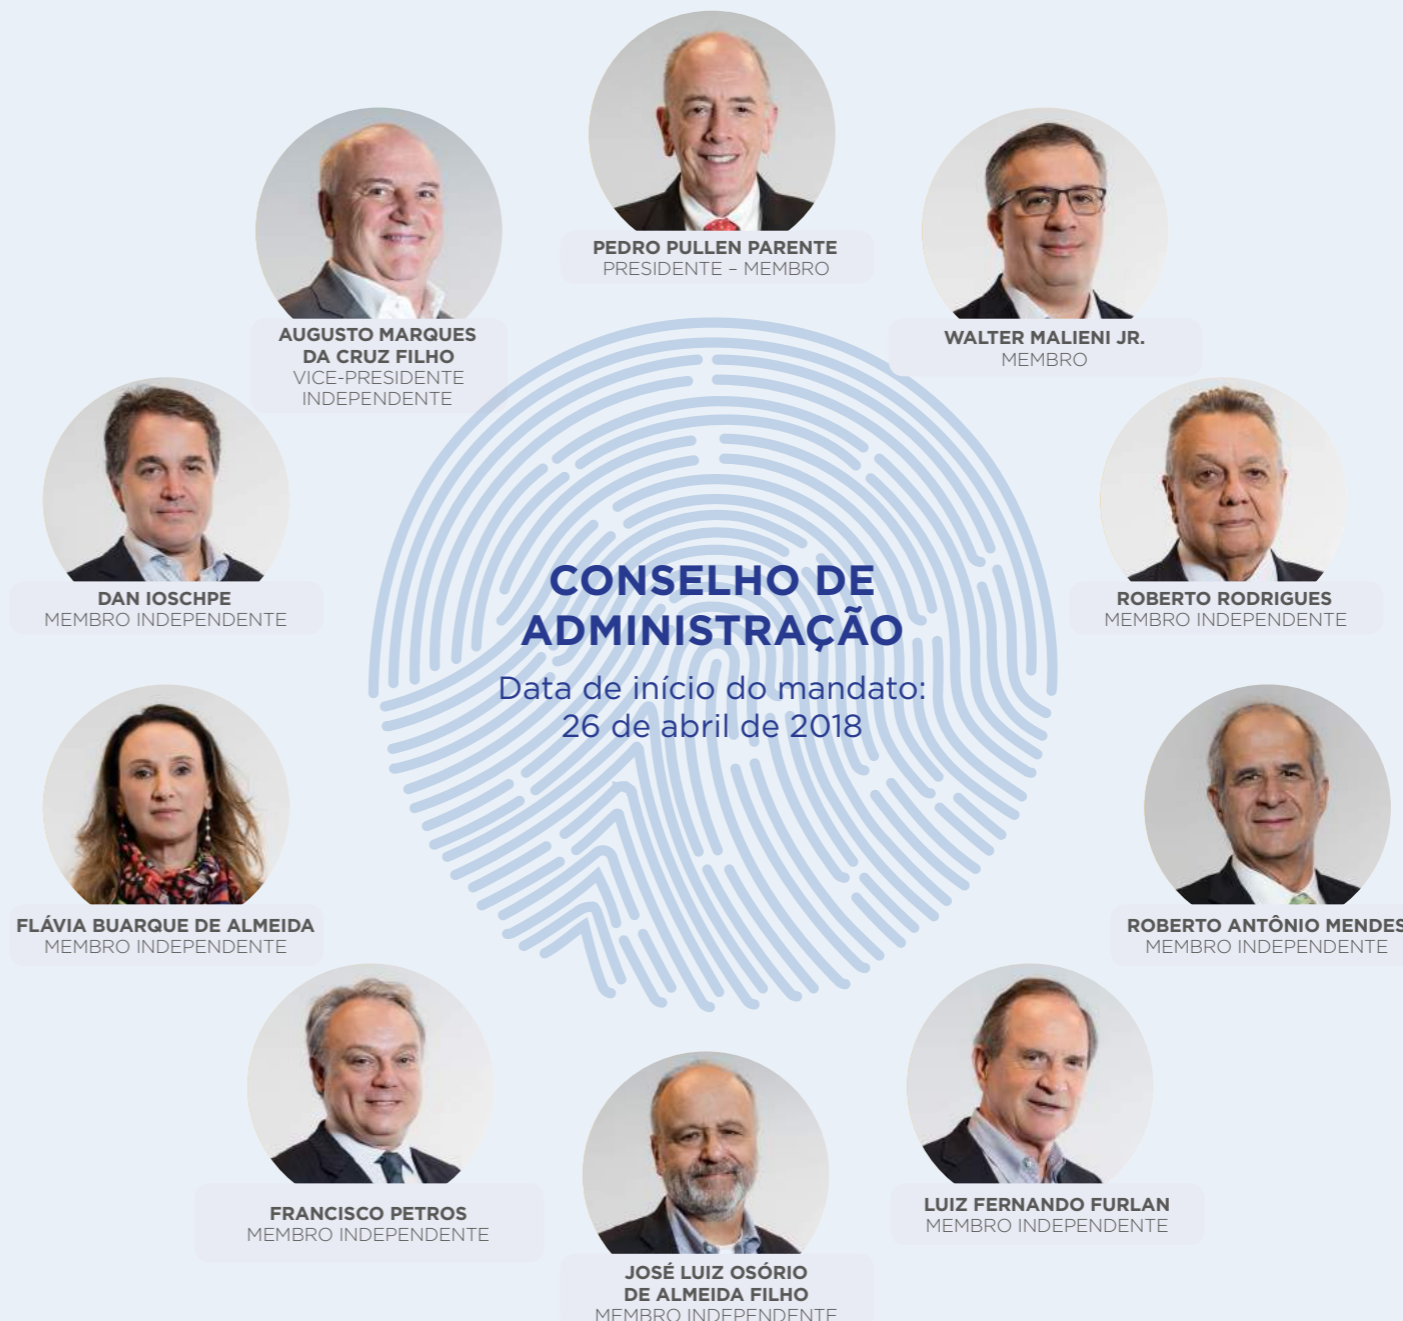 PEDRO PULLEN PARENTE
PRESIDENTE – MEMBRO
AUGUSTO MARQUES
DA CRUZ FILHO
VICE-PRESIDENTE
INDEPENDENTE
WALTER MALIENI JR.
MEMBRO
DAN IOSCHPE
MEMBRO INDEPENDENTE
ROBERTO RODRIGUES
MEMBRO INDEPENDENTE
CONSELHO DE
ADMINISTRAÇÃO
Data de início do mandato:
26 de abril de 2018
FLÁVIA BUARQUE DE ALMEIDA
MEMBRO INDEPENDENTE
ROBERTO ANTÔNIO MENDES
MEMBRO INDEPENDENTE
FRANCISCO PETROS
MEMBRO INDEPENDENTE
LUIZ FERNANDO FURLAN
MEMBRO INDEPENDENTE
JOSÉ LUIZ OSÓRIO
DE ALMEIDA FILHO
MEMBRO INDEPENDENTE